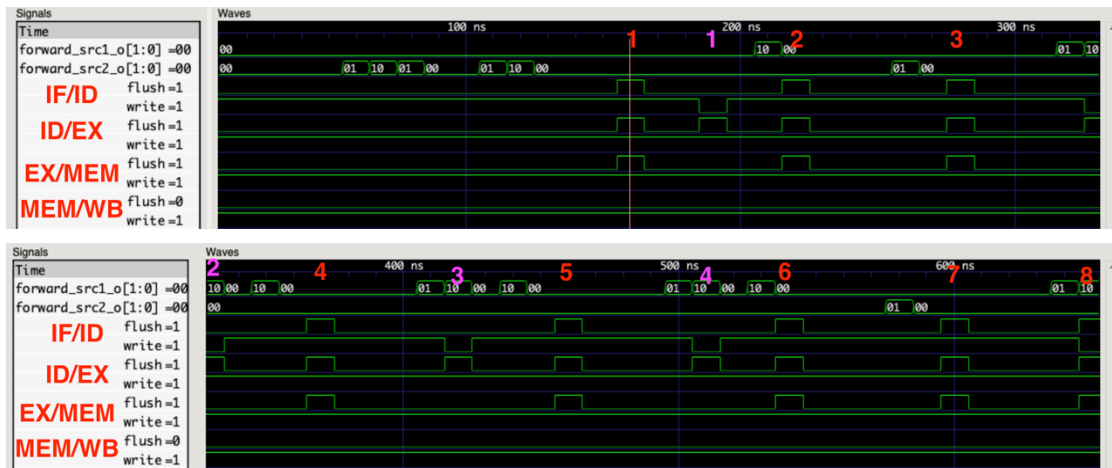 Signals Waves
Time 100 ns 200 ns 300 ns
1 1 2 3
forward_src1_o[1:0] =00 00 10 00 01 10
forward_src2_o[1:0] =00 00 01 10 01 00 01 10 00 01 00
IF/ID flush=1
write=1
ID/EX flush=1
write=1
EX/MEM flush=1
write=1
MEM/WB flush=0
write=1
Signals Waves
Time 400 ns 500 ns 600 ns
2 4 3 5 4 6 7 8
forward_src1_o[1:0] =00 10 00 10 00 01 10 00 10 00 01 10 00 10 00 01 10
forward_src2_o[1:0] =00 00 01 00
IF/ID flush=1
write=1
ID/EX flush=1
write=1
EX/MEM flush=1
write=1
MEM/WB flush=0
write=1